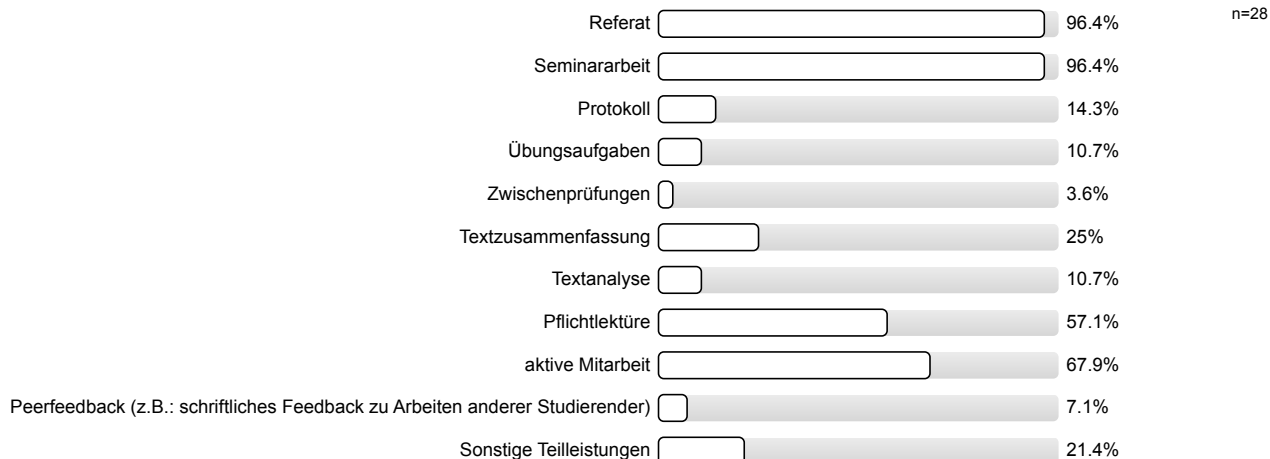 Referat 96.4% n=28
Seminararbeit 96.4%
Protokoll 14.3%
Übungsaufgaben 10.7%
Zwischenprüfungen 3.6%
Textzusammenfassung 25%
Textanalyse 10.7%
Pflichtlektüre 57.1%
aktive Mitarbeit 67.9%
Peerfeedback (z.B.: schriftliches Feedback zu Arbeiten anderer Studierender) 7.1%
Sonstige Teilleistungen 21.4%